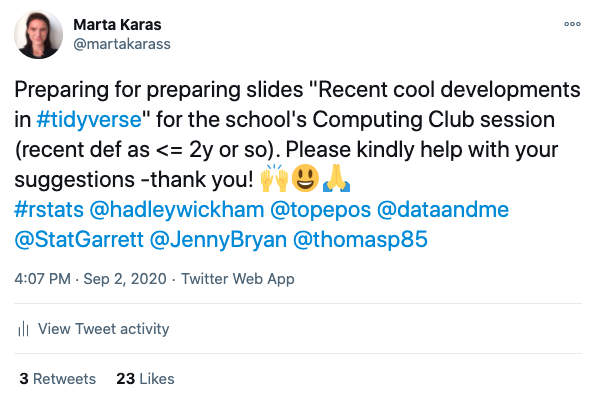 Marta Karas
@martakarass
Preparing for preparing slides "Recent cool developments
in #tidyverse" for the school's Computing Club session
(recent def as <= 2y or so). Please kindly help with your
suggestions -thank you! 🙌😃🙏
#rstats @hadleywickham @topepos @dataandme
@StatGarrett @JennyBryan @thomasp85
4:07 PM · Sep 2, 2020 · Twitter Web App
View Tweet activity
3 Retweets 23 Likes